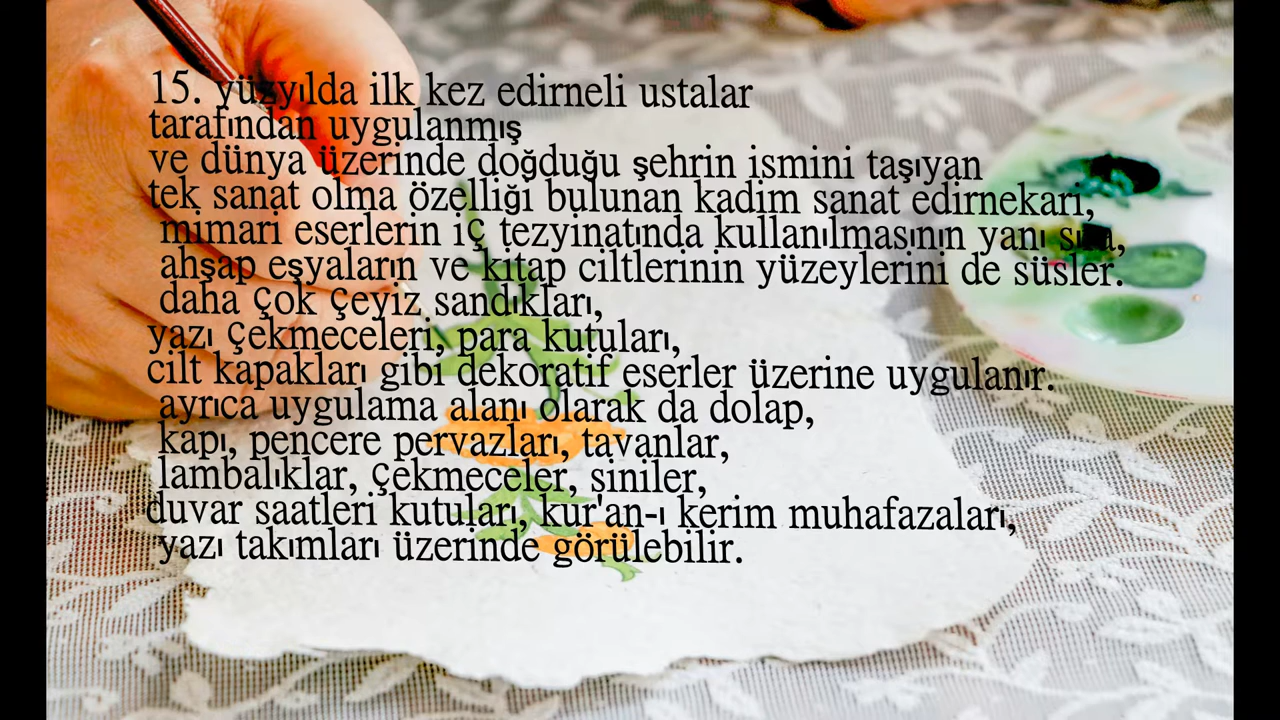 15. yüzyılda ilk kez edirneli ustalar
tarafından uygulanmış
ve dünya üzerinde doğduğu şehrin ismini taşıyan
tek sanat olma özelliği bulunan kadim sanat edirnekari,
mimari eserlerin iç tezyinatında kullanılmasının yanı sıra,
ahşap eşyaların ve kitap ciltlerinin yüzeylerini de süsler.
daha çok çeyiz sandıkları,
yazı çekmeceleri, para kutuları,
cilt kapakları gibi dekoratif eserler üzerine uygulanır.
ayrıca uygulama alanı olarak da dolap,
kapı, pencere pervazları, tavanlar,
lambalıklar, çekmeceler, siniler,
duvar saatleri kutuları, kur'an-ı kerim muhafazaları,
yazı takımları üzerinde görülebilir.